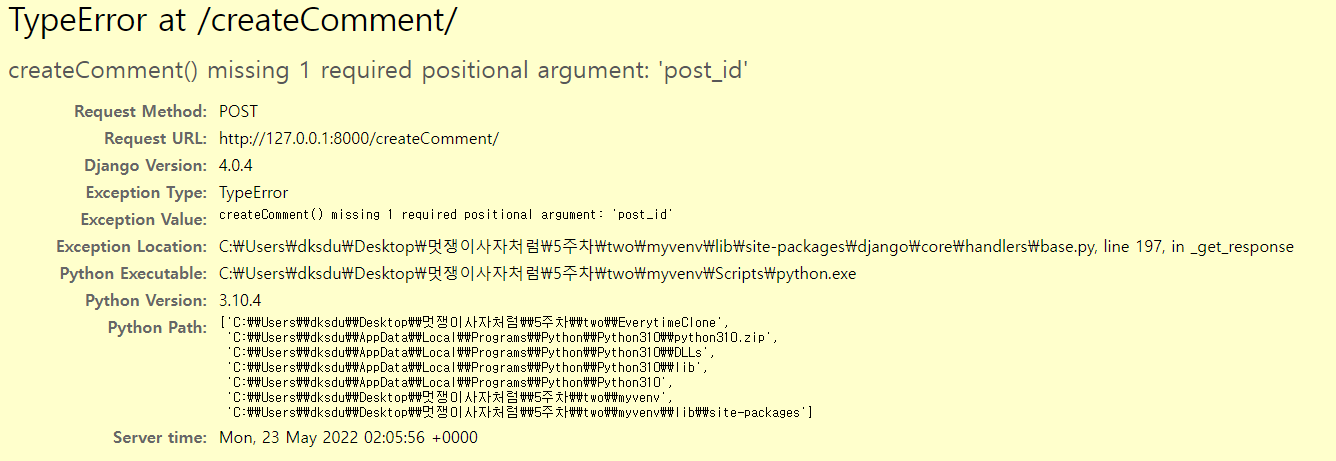 TypeError at /createComment/
createComment() missing 1 required positional argument: 'post_id'
Request Method: POST
Request URL: http://127.0.0.1:8000/createComment/
Django Version: 4.0.4
Exception Type: TypeError
Exception Value: createComment() missing 1 required positional argument: 'post_id'
Exception Location: C:₩Users₩dksdu₩Desktop₩멋쟁이사자처럼₩5주차₩two₩myvenv₩lib₩site-packages₩django₩core₩handlers₩base.py, line 197, in _get_response
Python Executable: C:₩Users₩dksdu₩Desktop₩멋쟁이사자처럼₩5주차₩two₩myvenv₩Scripts₩python.exe
Python Version: 3.10.4
Python Path: ['C:₩₩Users₩₩dksdu₩₩Desktop₩₩멋쟁이사자처럼₩₩5주차₩₩two₩₩EverytimeClone',
'C:₩₩Users₩₩dksdu₩₩AppData₩₩Local₩₩Programs₩₩Python₩₩Python310₩₩python310.zip',
'C:₩₩Users₩₩dksdu₩₩AppData₩₩Local₩₩Programs₩₩Python₩₩Python310₩₩DLLs',
'C:₩₩Users₩₩dksdu₩₩AppData₩₩Local₩₩Programs₩₩Python₩₩Python310₩₩lib',
'C:₩₩Users₩₩dksdu₩₩AppData₩₩Local₩₩Programs₩₩Python₩₩Python310',
'C:₩₩Users₩₩dksdu₩₩Desktop₩₩멋쟁이사자처럼₩₩5주차₩₩two₩₩myvenv',
'C:₩₩Users₩₩dksdu₩₩Desktop₩₩멋쟁이사자처럼₩₩5주차₩₩two₩₩myvenv₩₩lib₩₩site-packages']
Server time: Mon, 23 May 2022 02:05:56 +0000